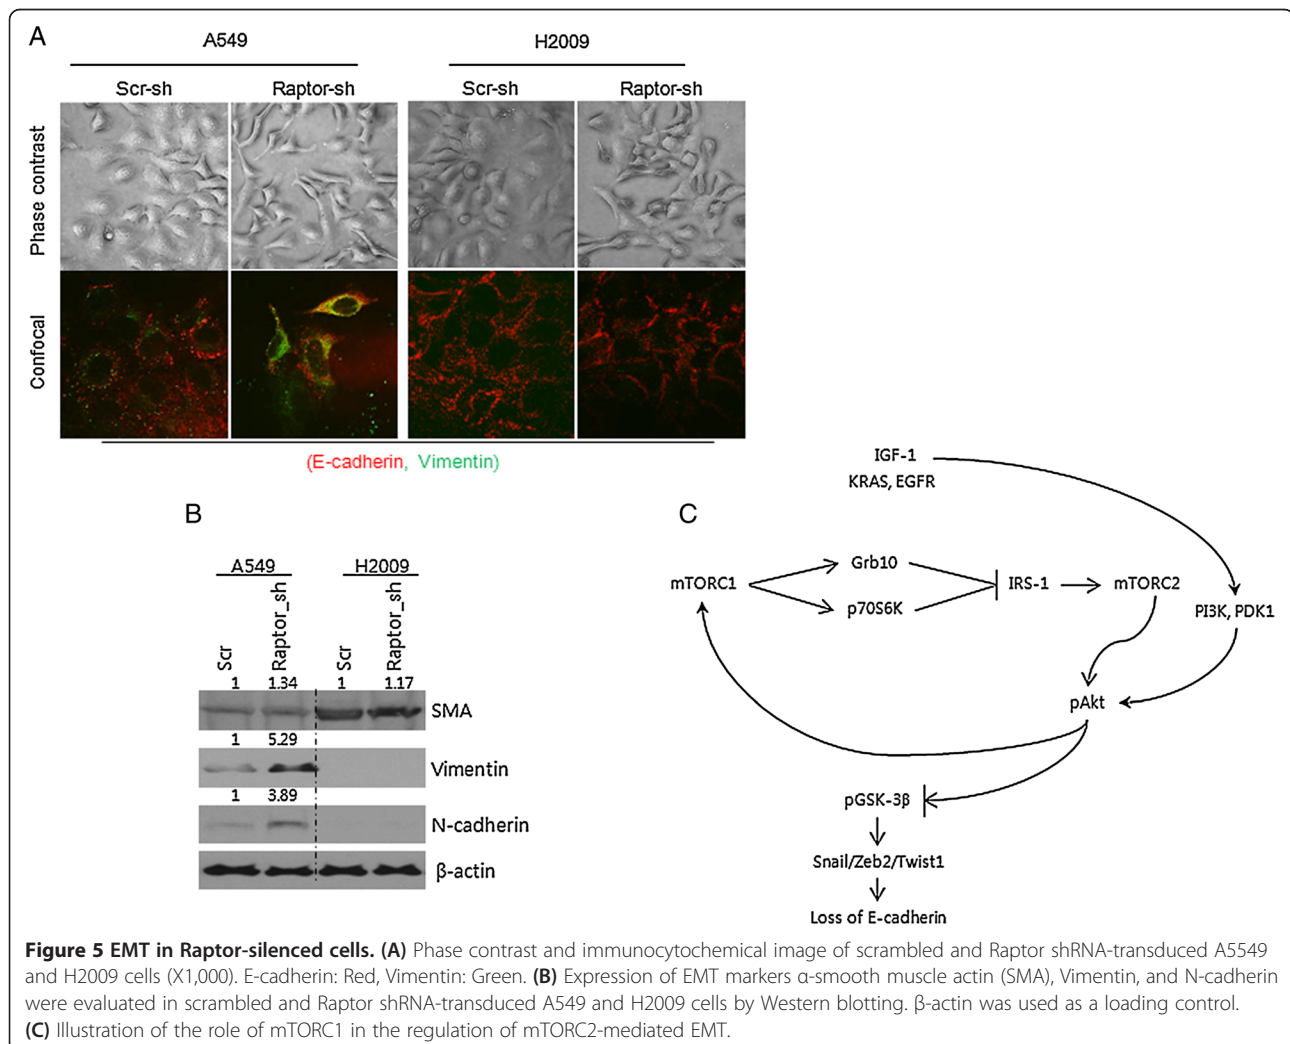 A
A549
H2009
Scr-sh
Raptor-sh
Scr-sh
Raptor-sh
Phase contrast
Confocal
(E-cadherin, Vimentin)
B
A549
H2009
Scr
Raptor_sh
Scr
Raptor_sh
1
1.34
1
1.17
SMA
1
5.29
Vimentin
1
3.89
N-cadherin
β-actin
C
IGF-1
KRAS, EGFR
mTORC1
Grb10
p70S6K
IRS-1
mTORC2
PI3K, PDK1
pAkt
pGSK-3β
Snail/Zeb2/Twist1
Loss of E-cadherin
Figure 5 EMT in Raptor-silenced cells. (A) Phase contrast and immunocytochemical image of scrambled and Raptor shRNA-transduced A5549
and H2009 cells (X1,000). E-cadherin: Red, Vimentin: Green. (B) Expression of EMT markers α-smooth muscle actin (SMA), Vimentin, and N-cadherin
were evaluated in scrambled and Raptor shRNA-transduced A549 and H2009 cells by Western blotting. β-actin was used as a loading control.
(C) Illustration of the role of mTORC1 in the regulation of mTORC2-mediated EMT.